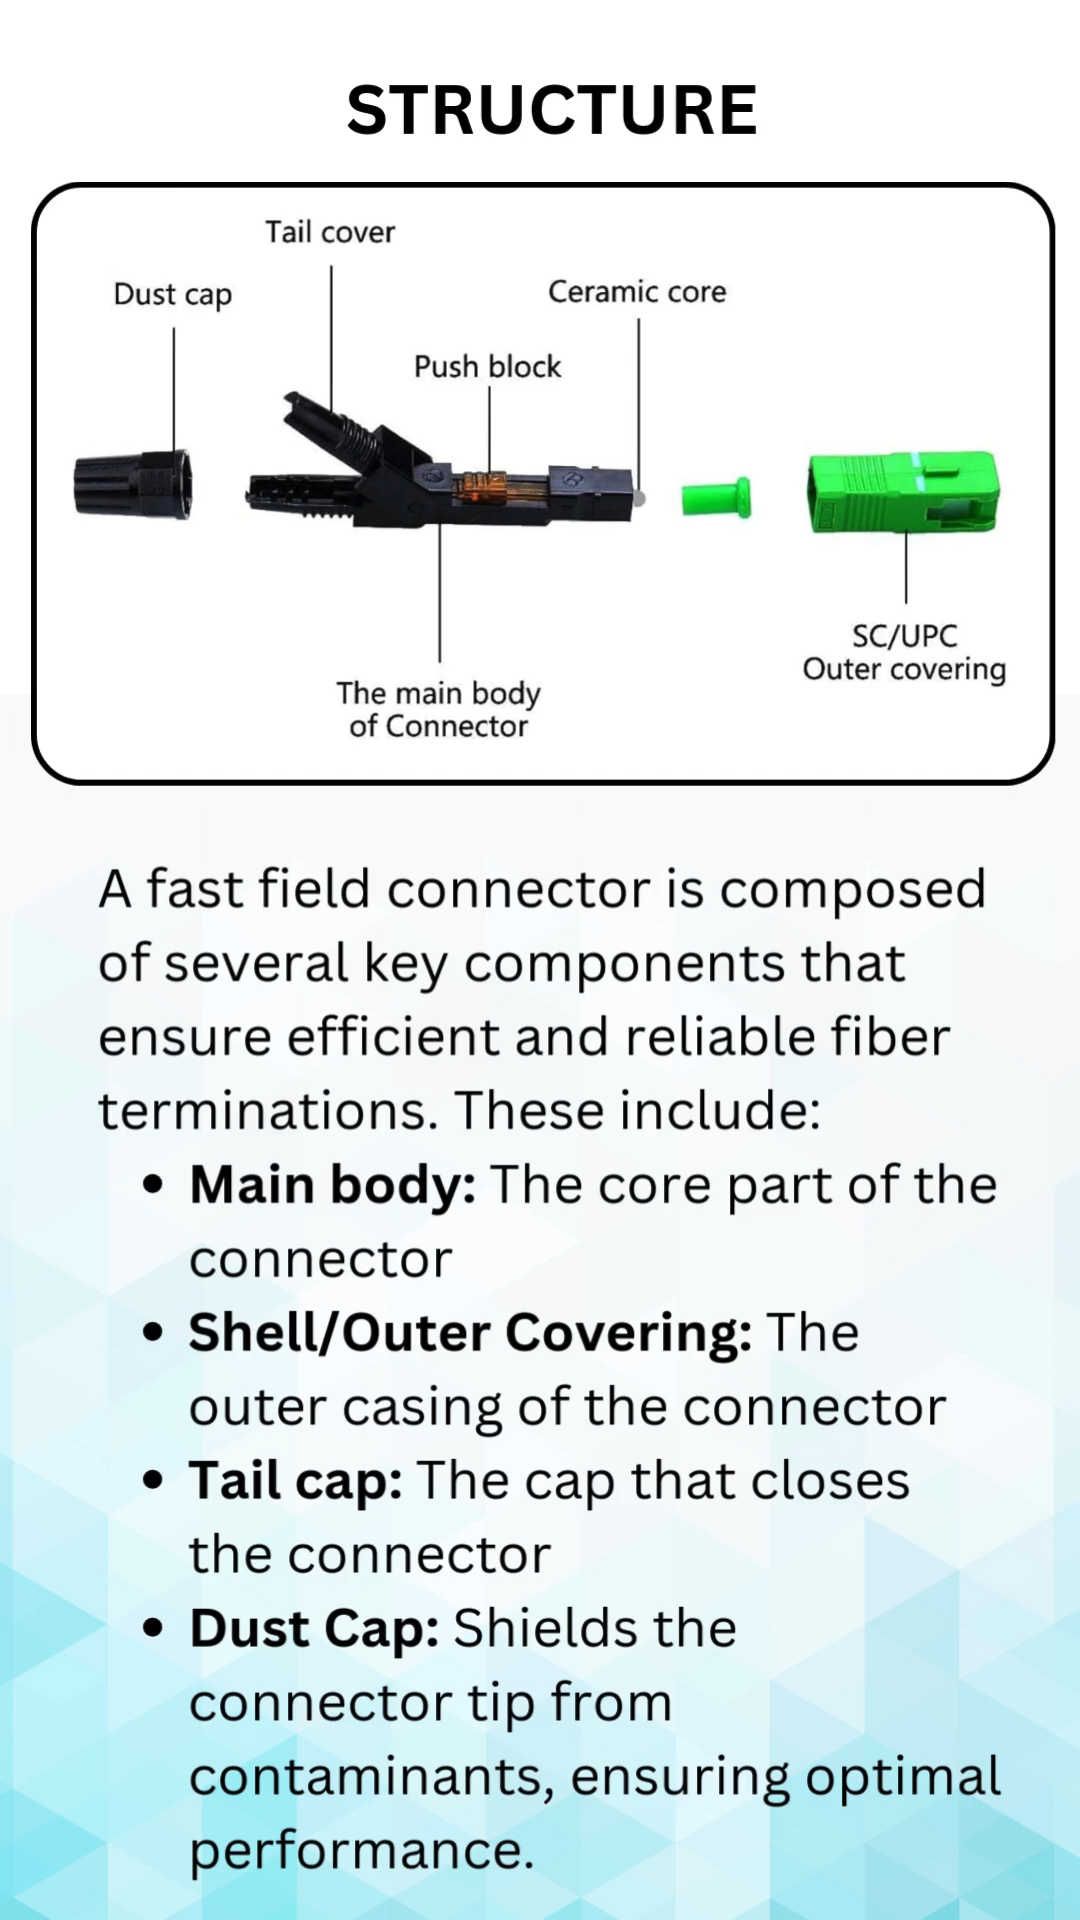 STRUCTURE
Tail cover
Dust cap
Ceramic core
Push block
SC/UPC
Outer covering
The main body
of Connector
A fast field connector is composed
of several key components that
ensure efficient and reliable fiber
terminations. These include:
• Main body: The core part of the
connector
• Shell/Outer Covering: The
outer casing of the connector
• Tail cap: The cap that closes
the connector
• Dust Cap: Shields the
connector tip from
contaminants, ensuring optimal
performance.